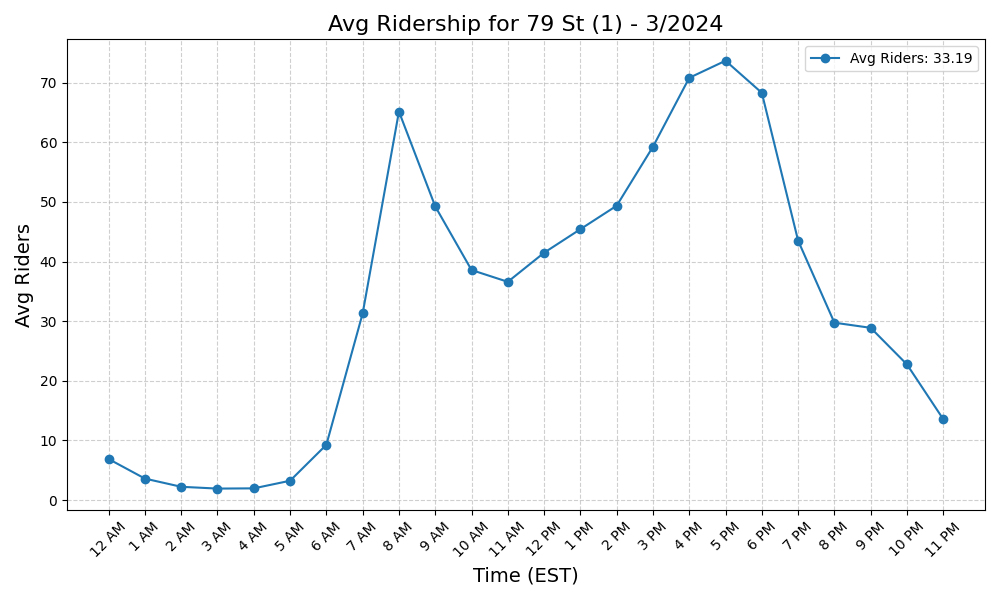 Avg Ridership for 79 St (1) - 3/2024
Avg Riders: 33.19
Avg Riders
70
60
50
40
30
20
10
0
12 AM
1 AM
2 AM
3 AM
4 AM
5 AM
6 AM
7 AM
8 AM
9 AM
10 AM
11 AM
12 PM
1 PM
2 PM
3 PM
4 PM
5 PM
6 PM
7 PM
8 PM
9 PM
10 PM
11 PM
Time (EST)